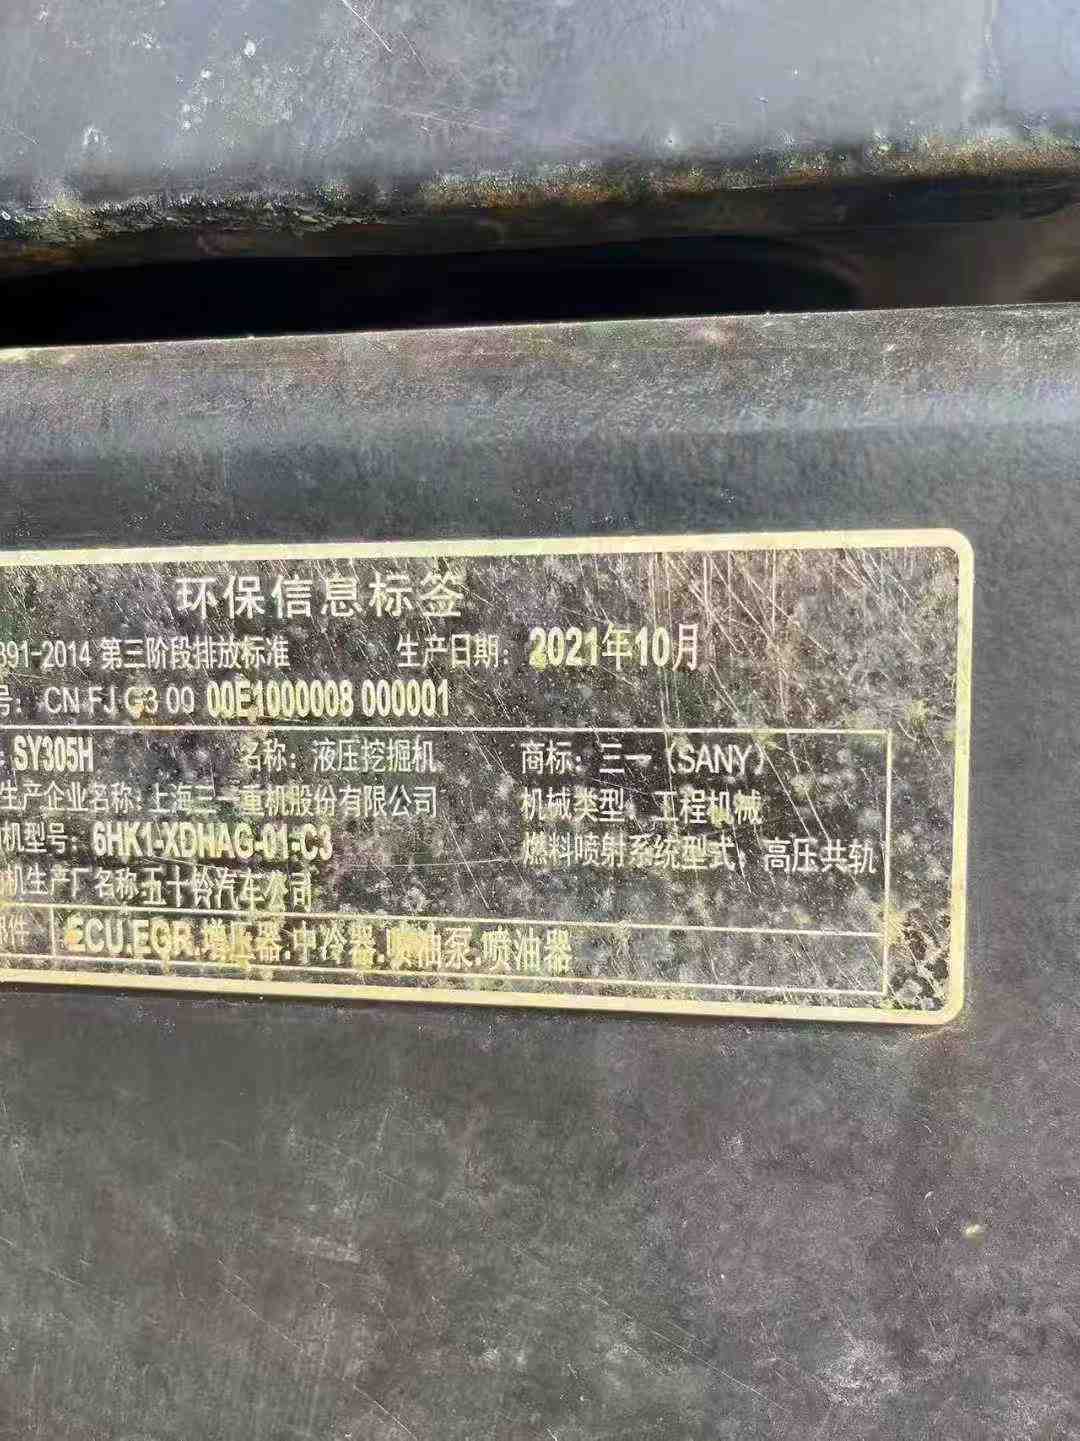 环保信息标签
891-2014 第三阶段排放标准 生产日期: 2021年10月
号: CN FJ G3 00 00E1000008 000001
: SY305H 名称: 液压挖掘机 商标: 三一 (SANY)
生产企业名称: 上海三一重机股份有限公司 机械类型: 工程机械
机型号: 6HK1-XDHAG-01-C3 燃料喷射系统型式: 高压共轨
机生产厂名称 五十铃汽车公司
部件 ECU.EGR.增压器.中冷器.喷油泵.喷油器